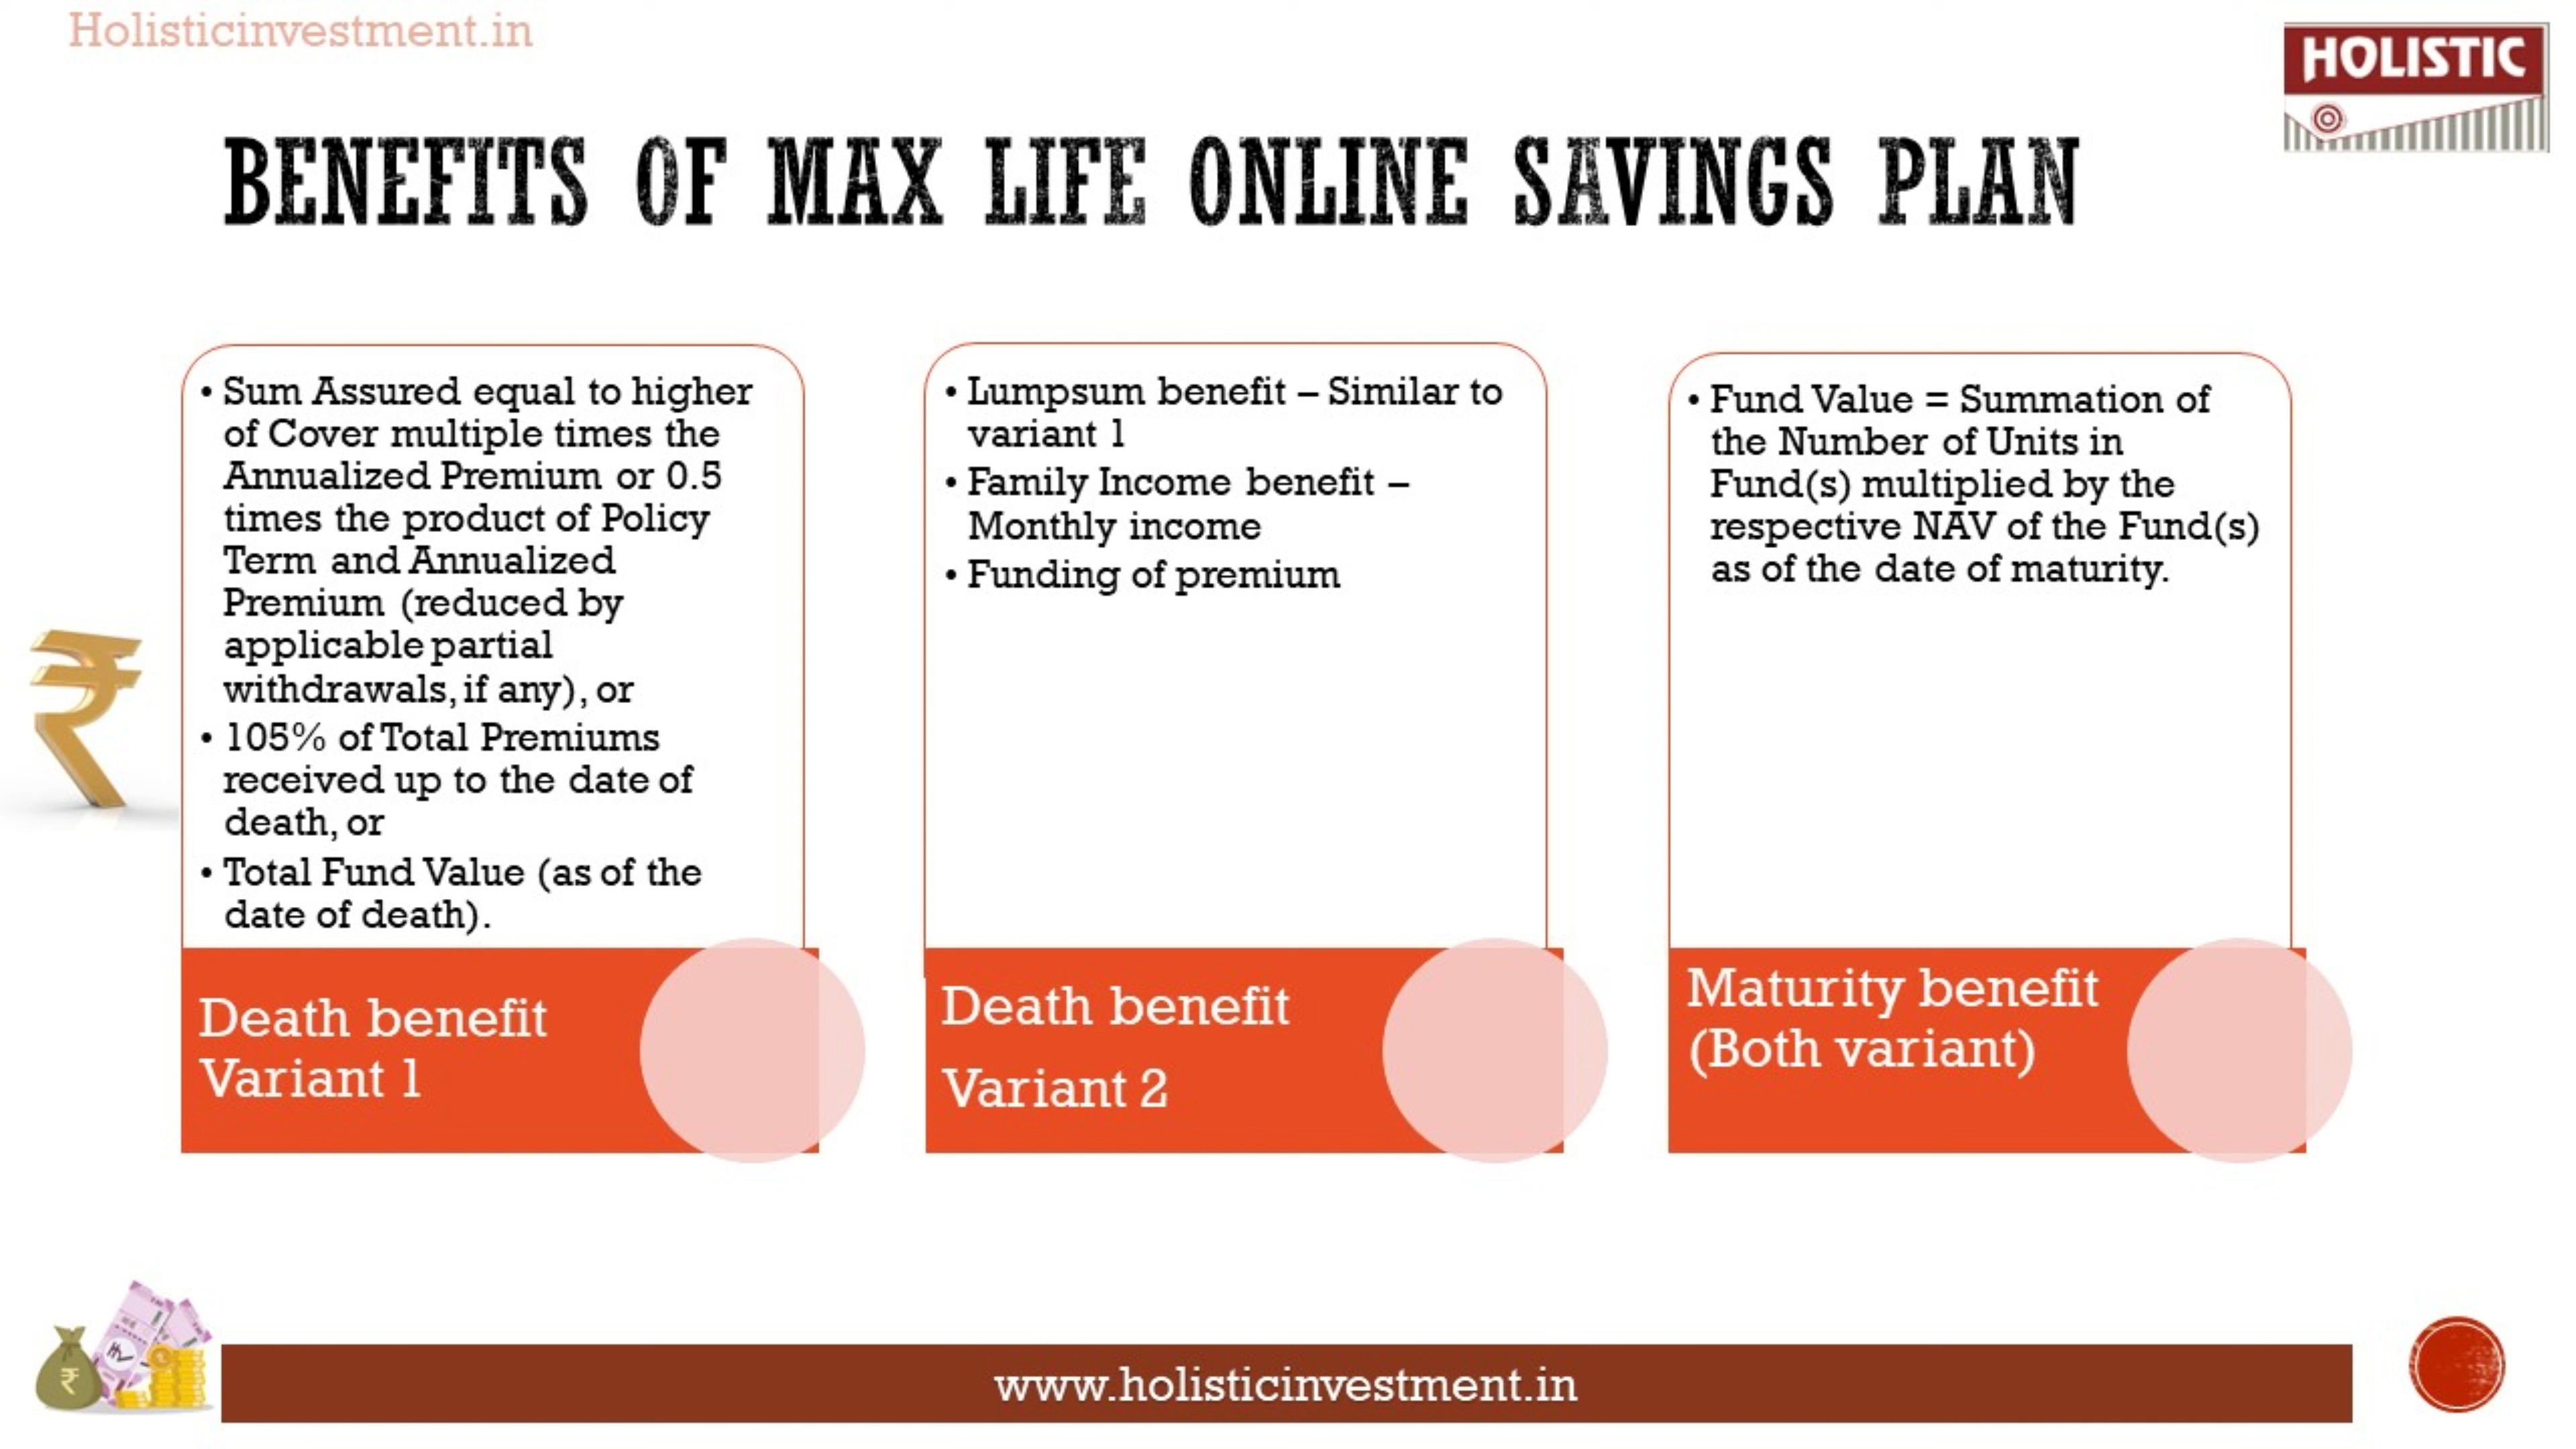 Holisticinvestment.in
HOLISTIC
BENEFITS OF MAX LIFE ONLINE SAVINGS PLAN
• Sum Assured equal to higher
of Cover multiple times the
Annualized Premium or 0.5
times the product of Policy
Term and Annualized
Premium (reduced by
applicable partial
withdrawals, if any), or
• 105% of Total Premiums
received up to the date of
death, or
• Total Fund Value (as of the
date of death).
Death benefit
Variant 1
• Lumpsum benefit – Similar to
variant 1
• Family Income benefit –
Monthly income
• Funding of premium
Death benefit
Variant 2
• Fund Value = Summation of
the Number of Units in
Fund(s) multiplied by the
respective NAV of the Fund(s)
as of the date of maturity.
Maturity benefit
(Both variant)
www.holisticinvestment.in